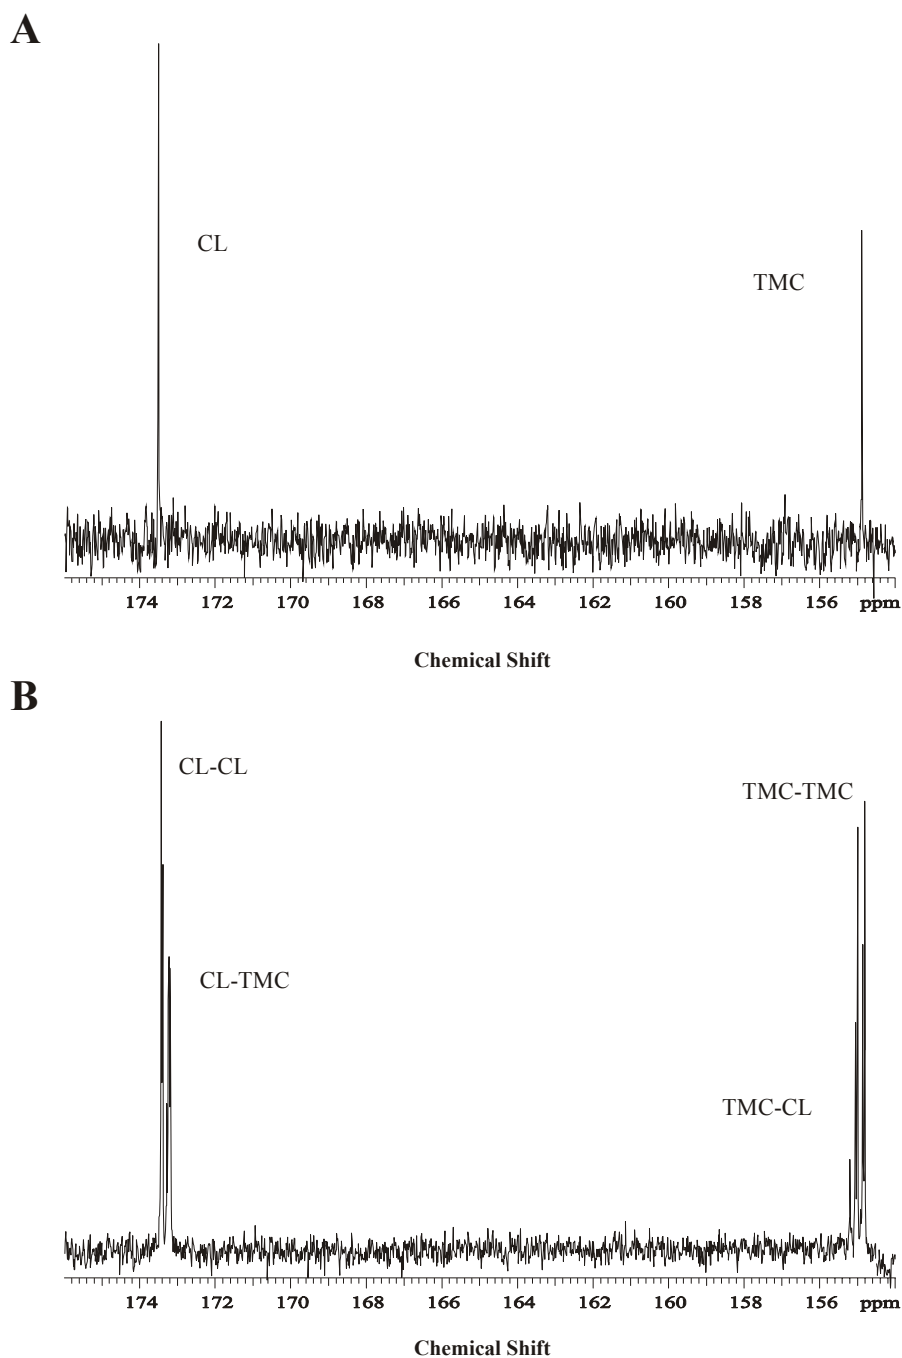 A
CL
TMC
174 172 170 168 166 164 162 160 158 156 ppm
Chemical Shift
B
CL-CL
TMC-TMC
CL-TMC
TMC-CL
174 172 170 168 166 164 162 160 158 156 ppm
Chemical Shift